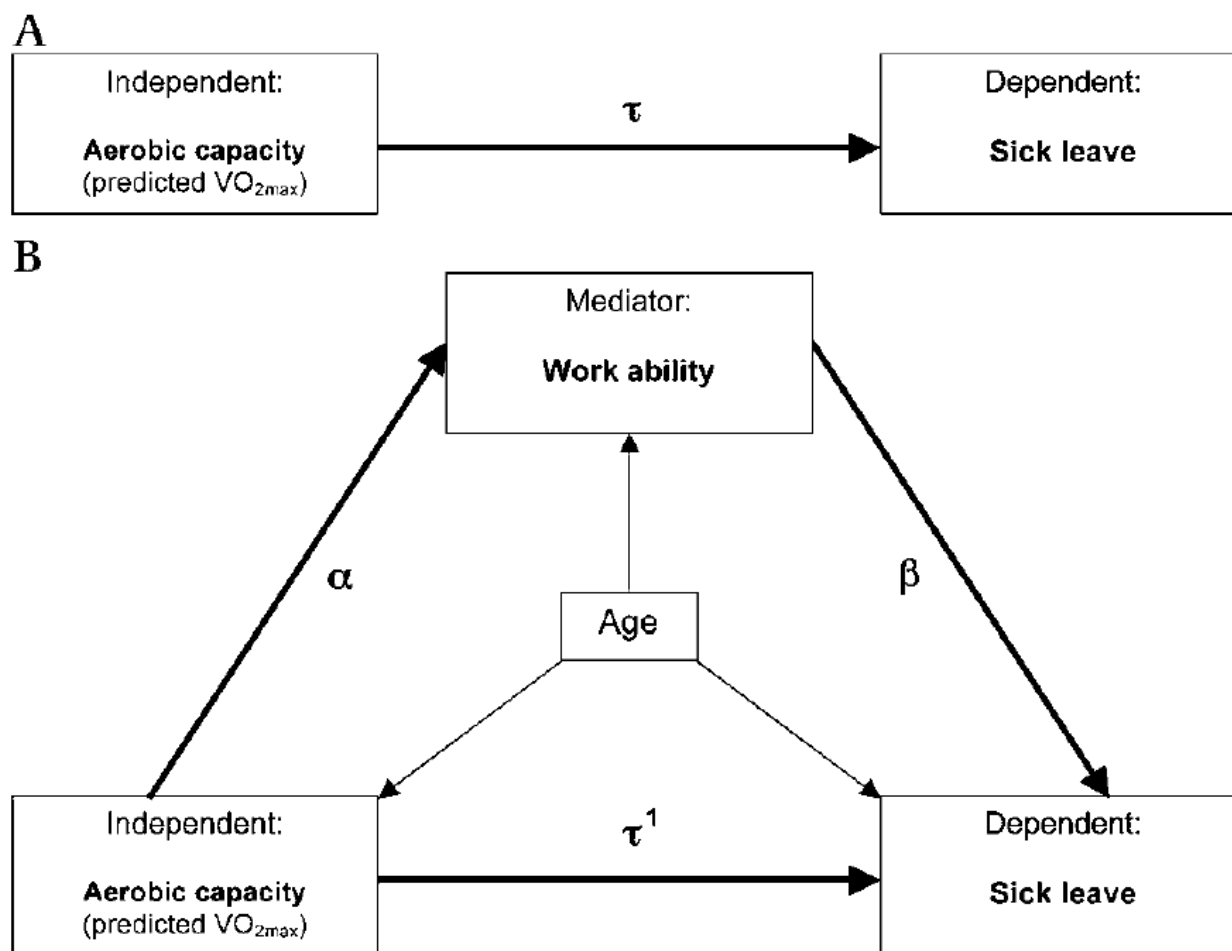 A
Independent:
Aerobic capacity
(predicted VO₂max)
τ
Dependent:
Sick leave
B
Mediator:
Work ability
α
β
Age
Independent:
Aerobic capacity
(predicted VO₂max)
τ¹
Dependent:
Sick leave